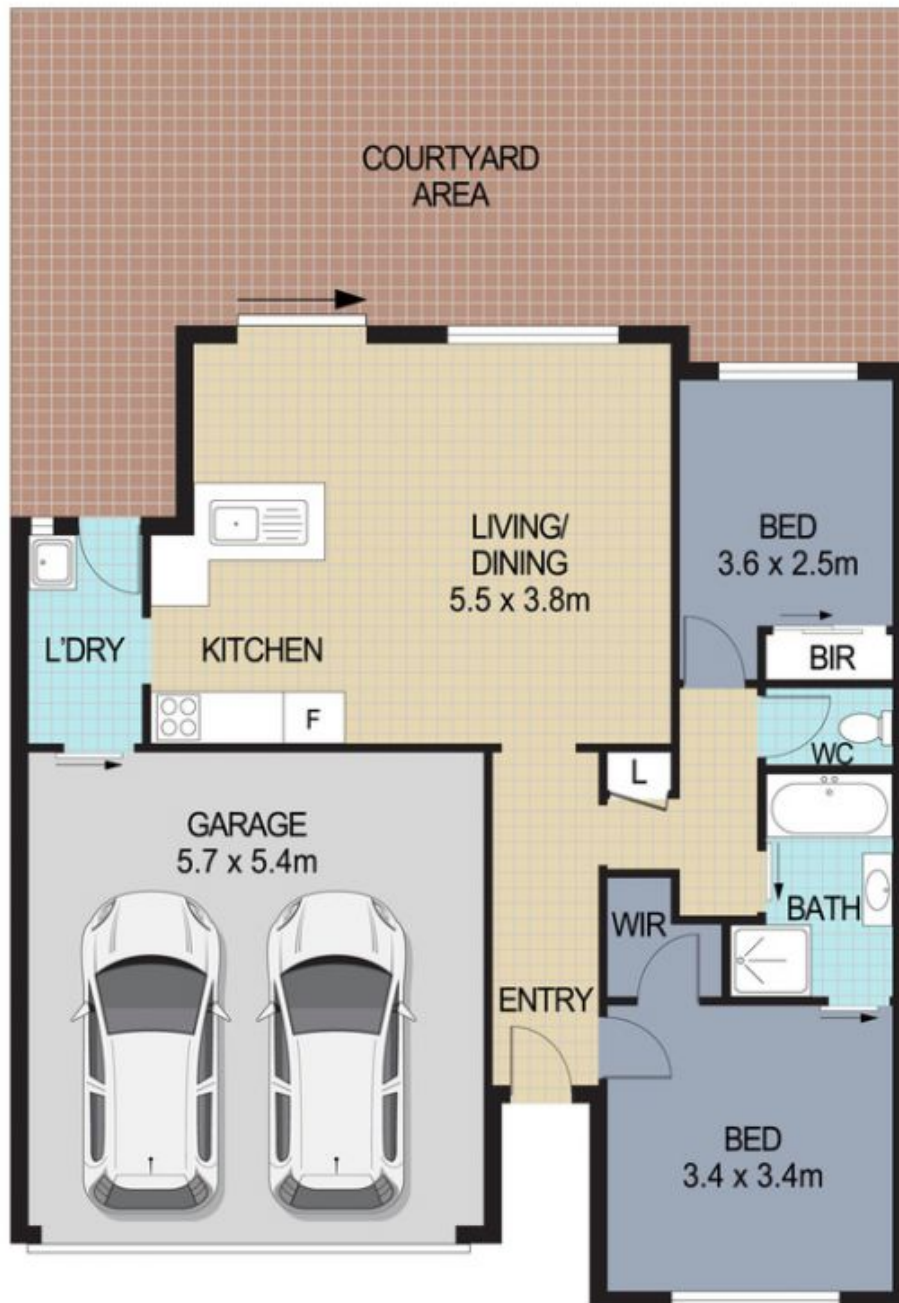 COURTYARD
AREA
LIVING/
DINING
5.5 x 3.8m
BED
3.6 x 2.5m
L'DRY
KITCHEN
BIR
F
WC
L
GARAGE
5.7 x 5.4m
BATH
WIR
ENTRY
BED
3.4 x 3.4m